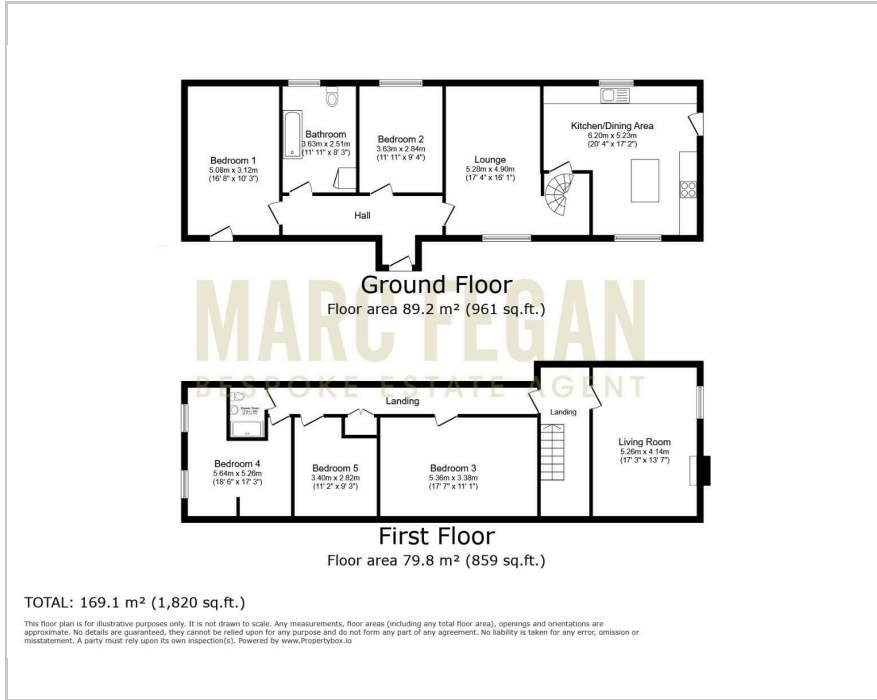 Bedroom 1
5.08m x 3.12m
(16' 8" x 10' 3")
Bathroom
3.63m x 2.51m
(11' 11" x 8' 3")
Bedroom 2
3.63m x 2.84m
(11' 11" x 9' 4")
Lounge
5.28m x 4.90m
(17' 4" x 16' 1")
Kitchen/Dining Area
6.20m x 5.23m
(20' 4" x 17' 2")
Hall
Ground Floor
Floor area 89.2 m² (961 sq.ft.)
MARC FEGAN
BESPOKE ESTATE AGENT
Landing
Landing
Living Room
5.26m x 4.14m
(17' 3" x 13' 7")
Bedroom 4
5.64m x 5.26m
(18' 6" x 17' 3")
Bedroom 5
3.40m x 2.82m
(11' 2" x 9' 3")
Bedroom 3
5.36m x 3.38m
(17' 7" x 11' 1")
First Floor
Floor area 79.8 m² (859 sq.ft.)
TOTAL: 169.1 m² (1,820 sq.ft.)
This floor plan is for illustrative purposes only. It is not drawn to scale. Any measurements, floor areas (including any total floor area), openings and orientations are
approximate. No details are guaranteed, they cannot be relied upon for any purpose and do not form any part of any agreement. No liability is taken for any error, omission or
misstatement. A party must rely upon its own inspection(s). Powered by www.Propertybox.io